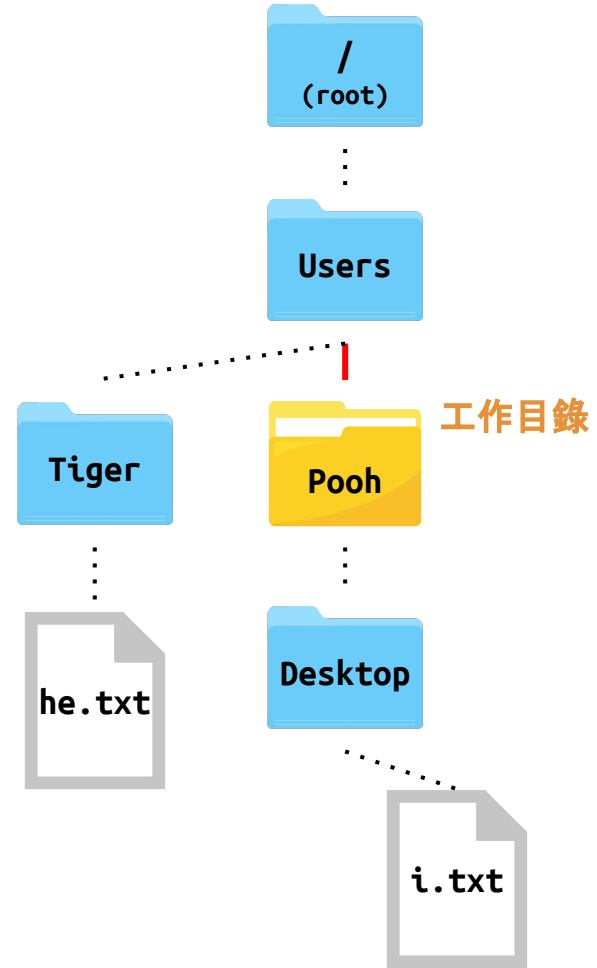 /
(root)
Users
工作目錄
Tiger
Pooh
he.txt
Desktop
i.txt